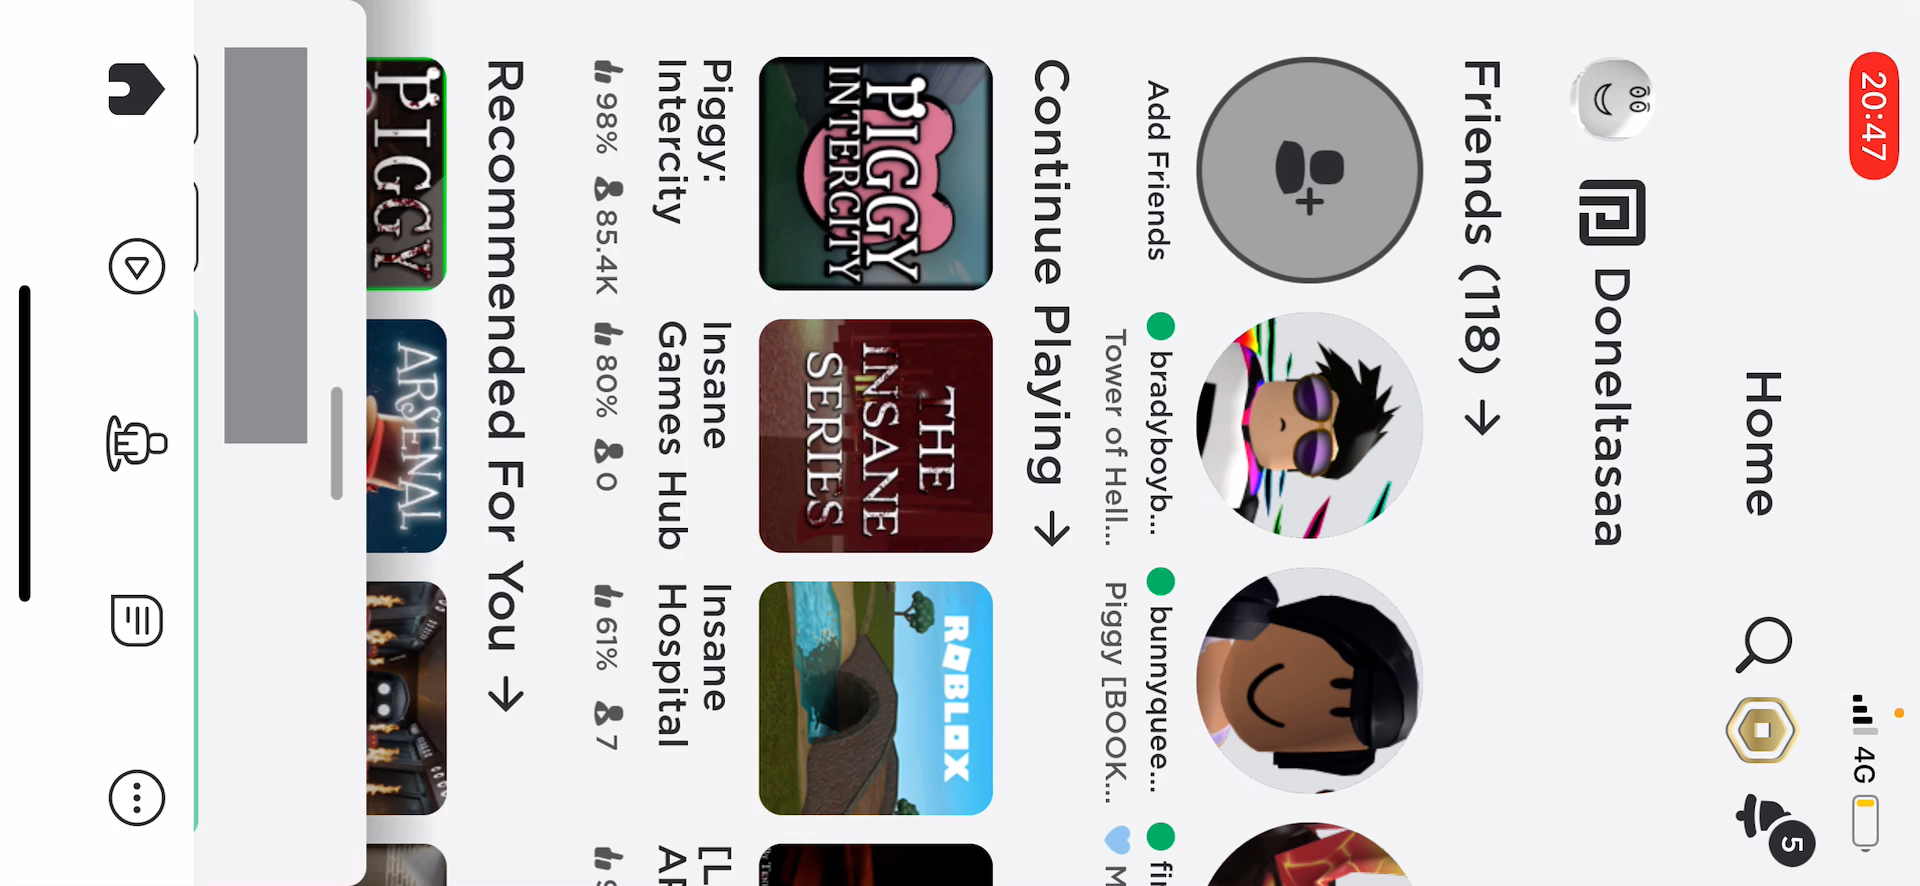 20:47
4G
Home
5
Doneltasaa
Friends (118) →
Add Friends
bradyboyb...
Tower of Hell...
bunnyquee...
Piggy [BOOK...
Continue Playing →
PIGGY
INTERCITY
THE
INSANE
SERIES
ROBLOX
Piggy:
Intercity
98% 85.4K
Insane
Games Hub
80% 0
Insane
Hospital
61% 7
Recommended For You →
PIGGY
ARSENAL